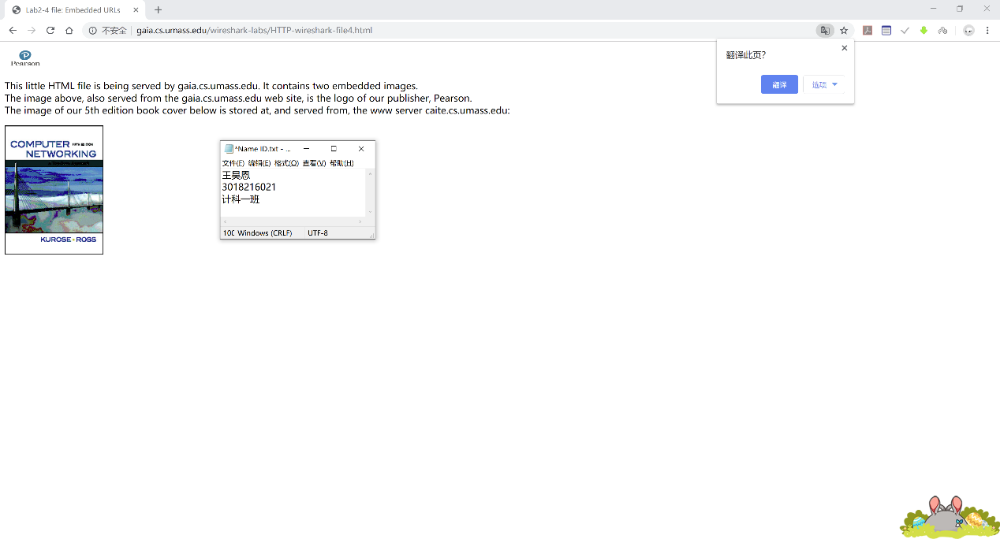 Lab2-4 file: Embedded URLs
不安全
gaia.cs.umass.edu/wireshark-labs/HTTP-wireshark-file4.html
翻译此页?
翻译
选项
Pearson
This little HTML file is being served by gaia.cs.umass.edu. It contains two embedded images.
The image above, also served from the gaia.cs.umass.edu web site, is the logo of our publisher, Pearson.
The image of our 5th edition book cover below is stored at, and served from, the www server caite.cs.umass.edu:
COMPUTER FIFTH EDITION
NETWORKING
KUROSE • ROSS
*Name ID.txt - ...
文件(F) 编辑(E) 格式(O) 查看(V) 帮助(H)
王昊恩
3018216021
计科一班
100 Windows (CRLF) UTF-8